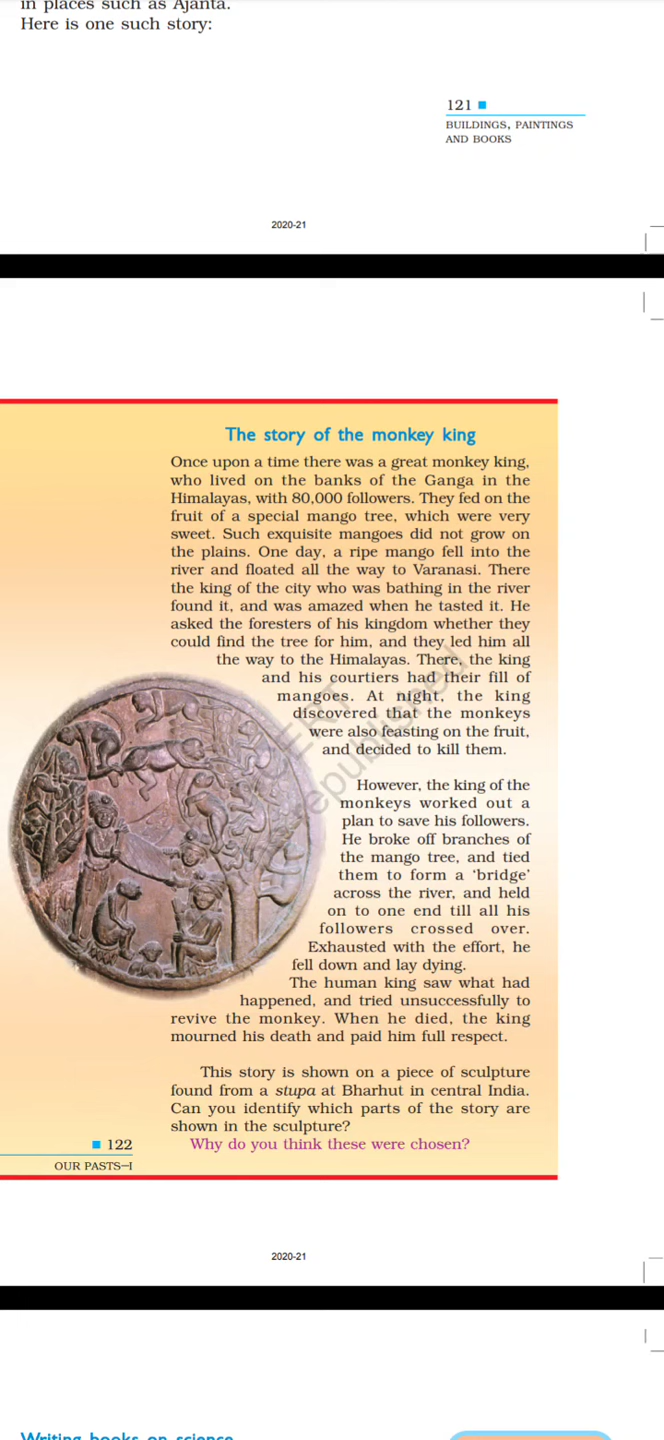 in places such as Ajanta.
Here is one such story:
121
BUILDINGS, PAINTINGS
AND BOOKS
2020-21
The story of the monkey king
Once upon a time there was a great monkey king,
who lived on the banks of the Ganga in the
Himalayas, with 80,000 followers. They fed on the
fruit of a special mango tree, which were very
sweet. Such exquisite mangoes did not grow on
the plains. One day, a ripe mango fell into the
river and floated all the way to Varanasi. There
the king of the city who was bathing in the river
found it, and was amazed when he tasted it. He
asked the foresters of his kingdom whether they
could find the tree for him, and they led him all
the way to the Himalayas. There, the king
and his courtiers had their fill of
mangoes. At night, the king
discovered that the monkeys
were also feasting on the fruit,
and decided to kill them.
However, the king of the
monkeys worked out a
plan to save his followers.
He broke off branches of
the mango tree, and tied
them to form a ‘bridge’
across the river, and held
on to one end till all his
followers crossed over.
Exhausted with the effort, he
fell down and lay dying.
The human king saw what had
happened, and tried unsuccessfully to
revive the monkey. When he died, the king
mourned his death and paid him full respect.
This story is shown on a piece of sculpture
found from a stupa at Bharhut in central India.
Can you identify which parts of the story are
shown in the sculpture?
Why do you think these were chosen?
122
OUR PASTS–I
2020-21
Writing books on science